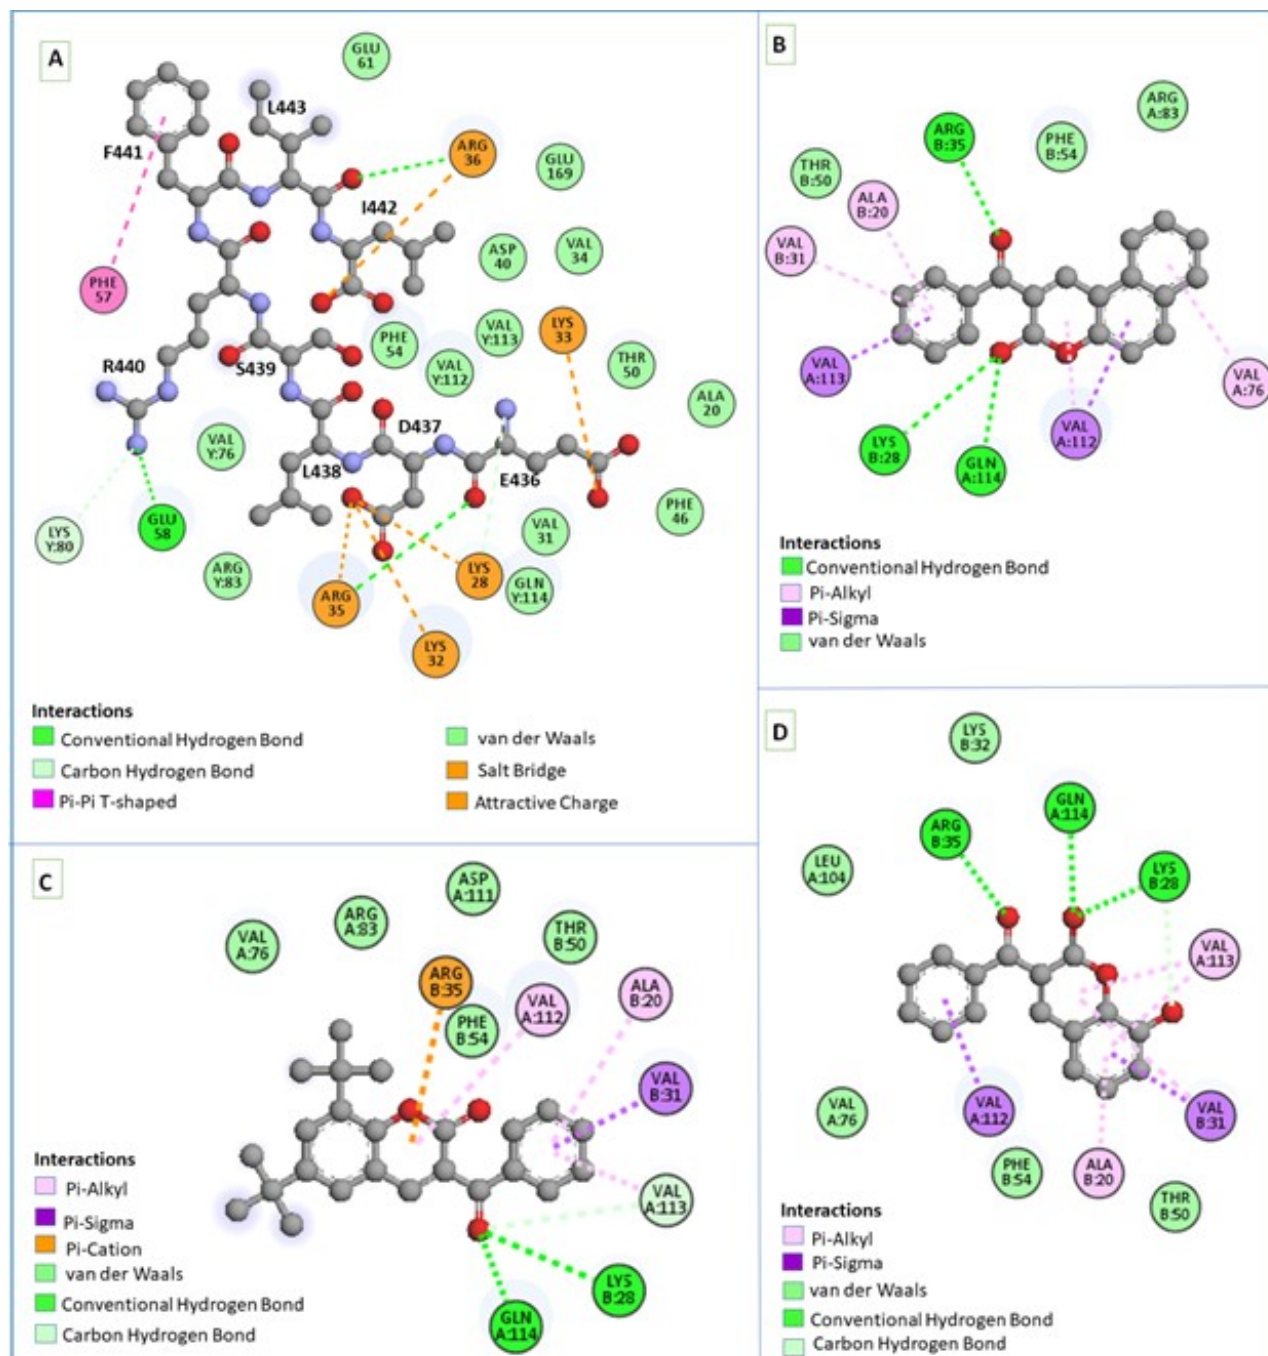 A
GLU
61
L443
F441
ARG
36
GLU
169
I442
ASP
40
VAL
34
PHE
57
LYS
33
PHE
54
VAL
Y:113
VAL
Y:112
THR
50
R440
S439
ALA
20
D437
VAL
Y:76
L438
E436
PHE
46
LYS
Y:80
GLU
58
VAL
31
ARG
Y:83
LYS
28
GLN
Y:114
ARG
35
LYS
32
Interactions
Conventional Hydrogen Bond
Carbon Hydrogen Bond
Pi-Pi T-shaped
van der Waals
Salt Bridge
Attractive Charge
B
ARG
A:83
ARG
B:35
PHE
B:54
THR
B:50
ALA
B:20
VAL
B:31
VAL
A:113
VAL
A:76
LYS
B:28
GLN
A:114
VAL
A:112
Interactions
Conventional Hydrogen Bond
Pi-Alkyl
Pi-Sigma
van der Waals
C
ASP
A:111
ARG
A:83
VAL
A:76
THR
B:50
ARG
B:35
ALA
B:20
VAL
A:112
PHE
B:54
VAL
B:31
VAL
A:113
LYS
B:28
GLN
A:114
Interactions
Pi-Alkyl
Pi-Sigma
Pi-Cation
van der Waals
Conventional Hydrogen Bond
Carbon Hydrogen Bond
D
LYS
B:32
GLN
A:114
ARG
B:35
LEU
A:104
LYS
B:28
VAL
A:113
VAL
A:76
VAL
A:112
VAL
B:31
PHE
B:54
ALA
B:20
THR
B:50
Interactions
Pi-Alkyl
Pi-Sigma
van der Waals
Conventional Hydrogen Bond
Carbon Hydrogen Bond